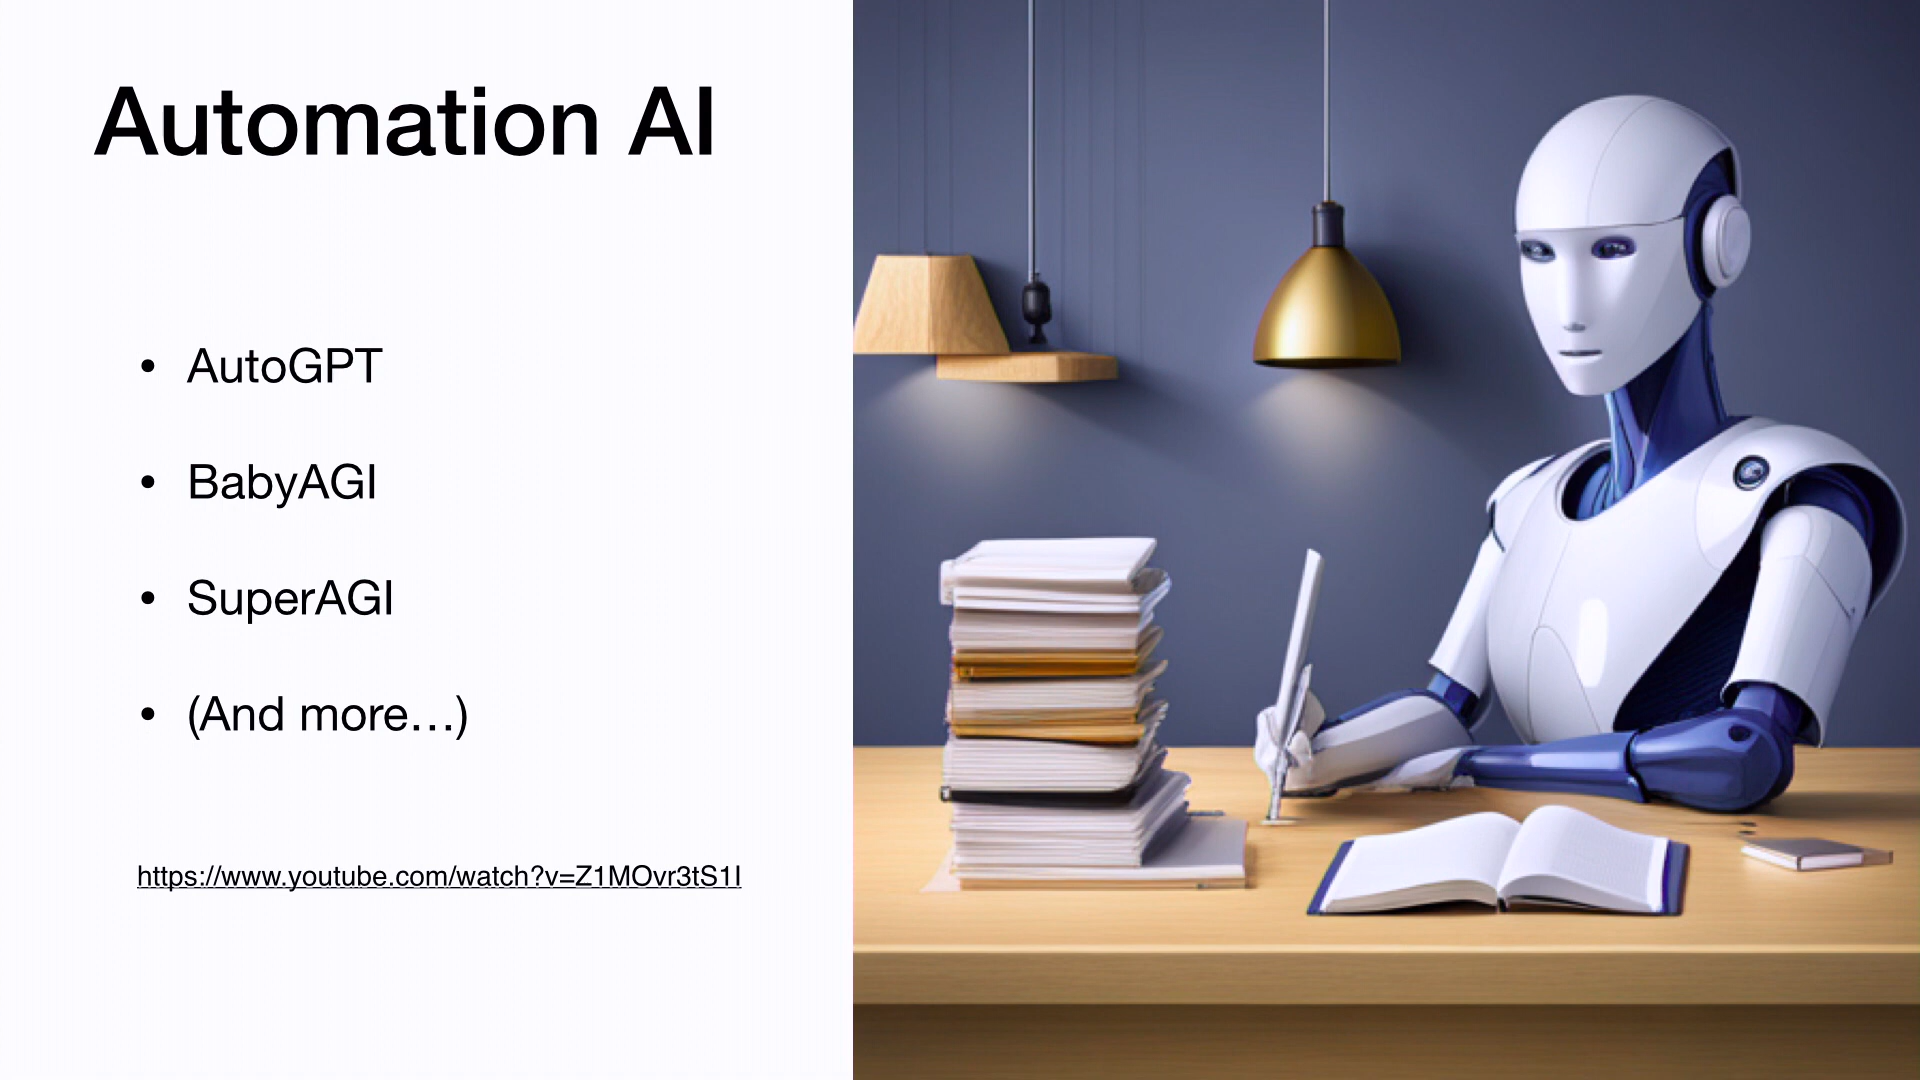 Automation AI
• AutoGPT
• BabyAGI
• SuperAGI
• (And more…)
https://www.youtube.com/watch?v=Z1MOvr3tS1I